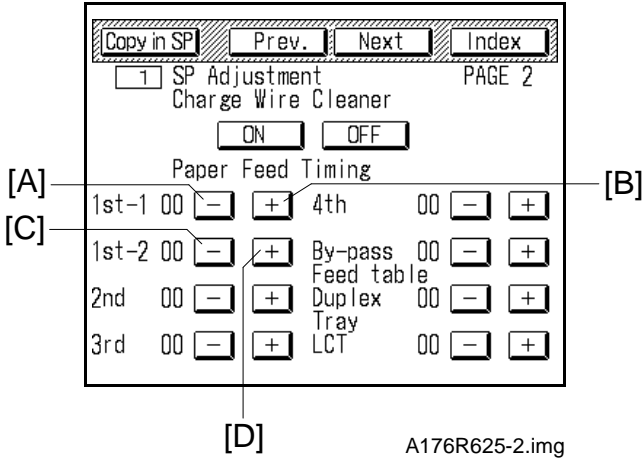 Copy in SP Prev. Next Index
1 SP Adjustment PAGE 2
Charge Wire Cleaner
ON OFF
Paper Feed Timing
[A] [B]
1st-1 00 − + 4th 00 − +
[C]
1st-2 00 − + By-pass 00 − +
Feed table
2nd 00 − + Duplex 00 − +
Tray
3rd 00 − + LCT 00 − +
[D]
A176R625-2.img